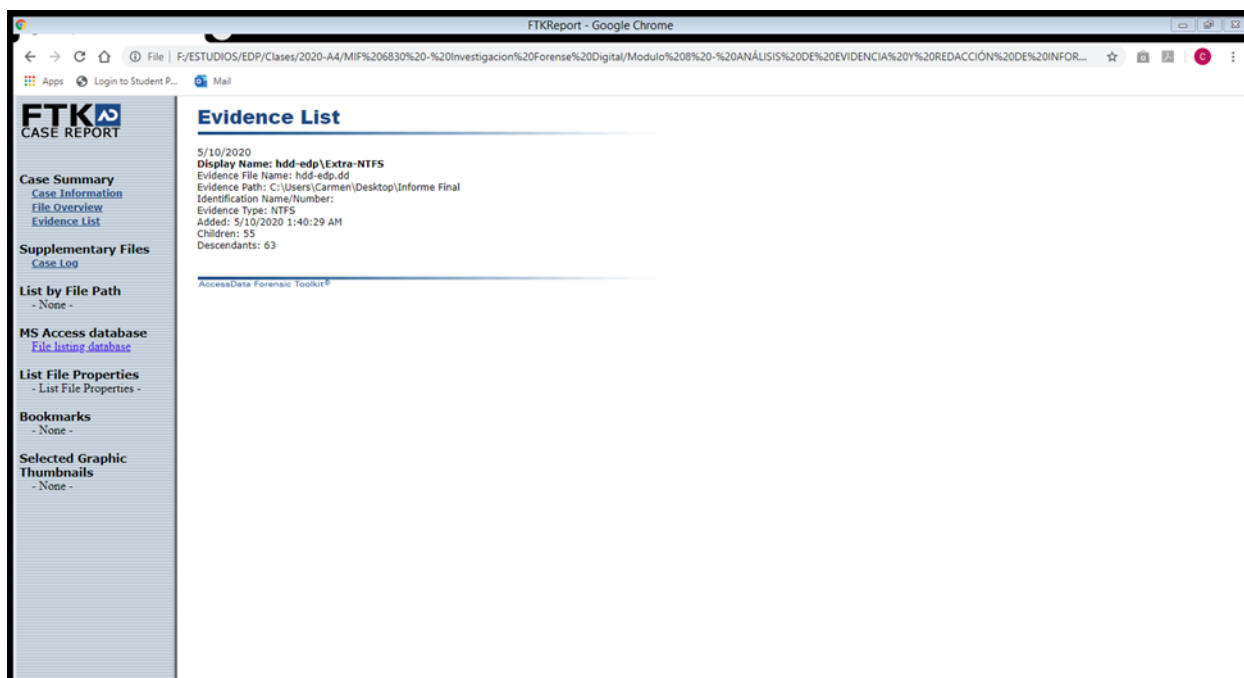 FTKReport - Google Chrome
File | F:/ESTUDIOS/EDP/Clases/2020-A4/MIF%206830%20-%20Investigacion%20Forense%20Digital/Modulo%208%20-%20ANÁLISIS%20DE%20EVIDENCIA%20Y%20REDACCIÓN%20DE%20INFOR...
C
Apps
Login to Student P...
Mail
FTK AD
CASE REPORT
Case Summary
Case Information
File Overview
Evidence List
Supplementary Files
Case Log
List by File Path
- None -
MS Access database
File listing database
List File Properties
- List File Properties -
Bookmarks
- None -
Selected Graphic
Thumbnails
- None -
Evidence List
5/10/2020
Display Name: hdd-edp\Extra-NTFS
Evidence File Name: hdd-edp.dd
Evidence Path: C:\Users\Carmen\Desktop\Informe Final
Identification Name/Number:
Evidence Type: NTFS
Added: 5/10/2020 1:40:29 AM
Children: 55
Descendants: 63
AccessData Forensic Toolkit®